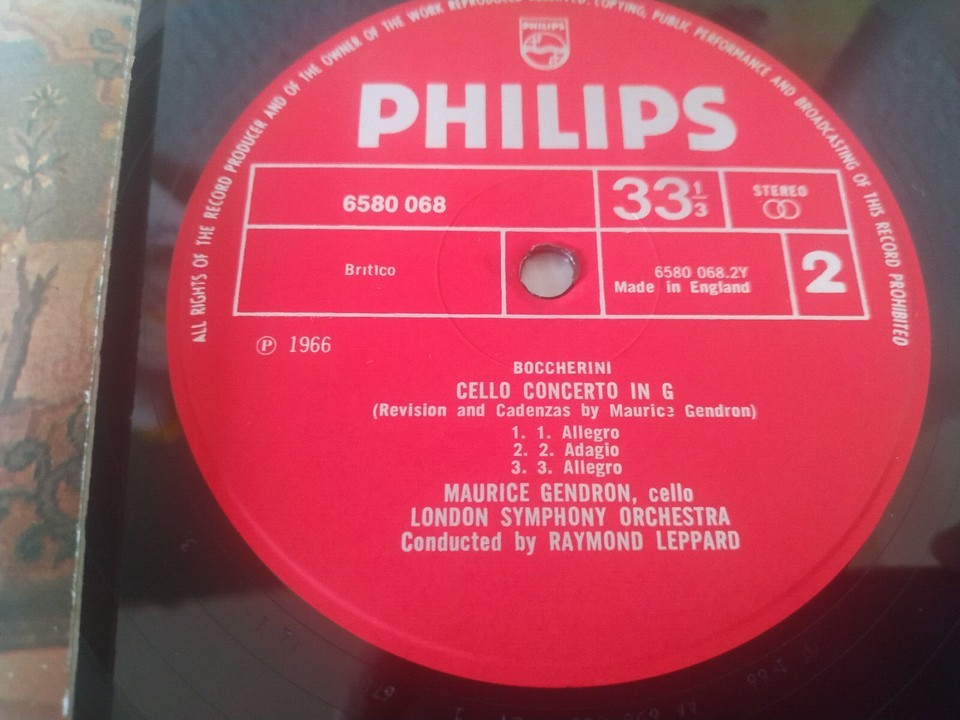 ALL RIGHTS OF THE RECORD PRODUCER AND OF THE OWNER OF THE WORK REPRODUCED RESERVED. COPYING, PUBLIC PERFORMANCE AND BROADCASTING OF THIS RECORD PROHIBITED
PHILIPS
PHILIPS
6580 068
33 1/3
STEREO
Britico
6580 068.2Y
Made in England
2
Ⓟ 1966
BOCCHERINI
CELLO CONCERTO IN G
(Revision and Cadenzas by Maurice Gendron)
1. 1. Allegro
2. 2. Adagio
3. 3. Allegro
MAURICE GENDRON, cello
LONDON SYMPHONY ORCHESTRA
Conducted by RAYMOND LEPPARD